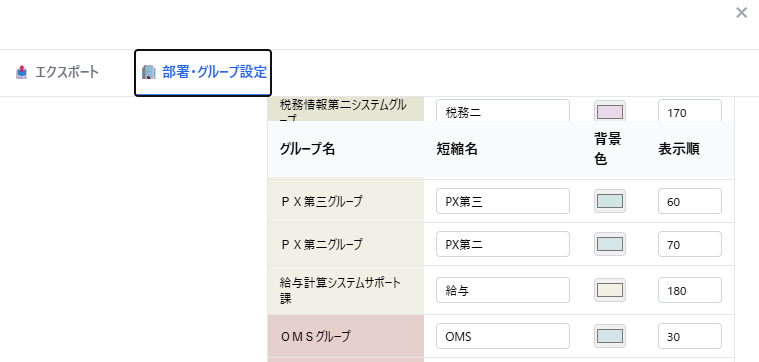 ×
エクスポート
部署・グループ設定
税務情報第二システムグループ 税務二 170
グループ名 短縮名 背景色 表示順
ＰＸ第三グループ PX第三 60
ＰＸ第二グループ PX第二 70
給与計算システムサポート課 給与 180
ＯＭＳグループ OMS 30